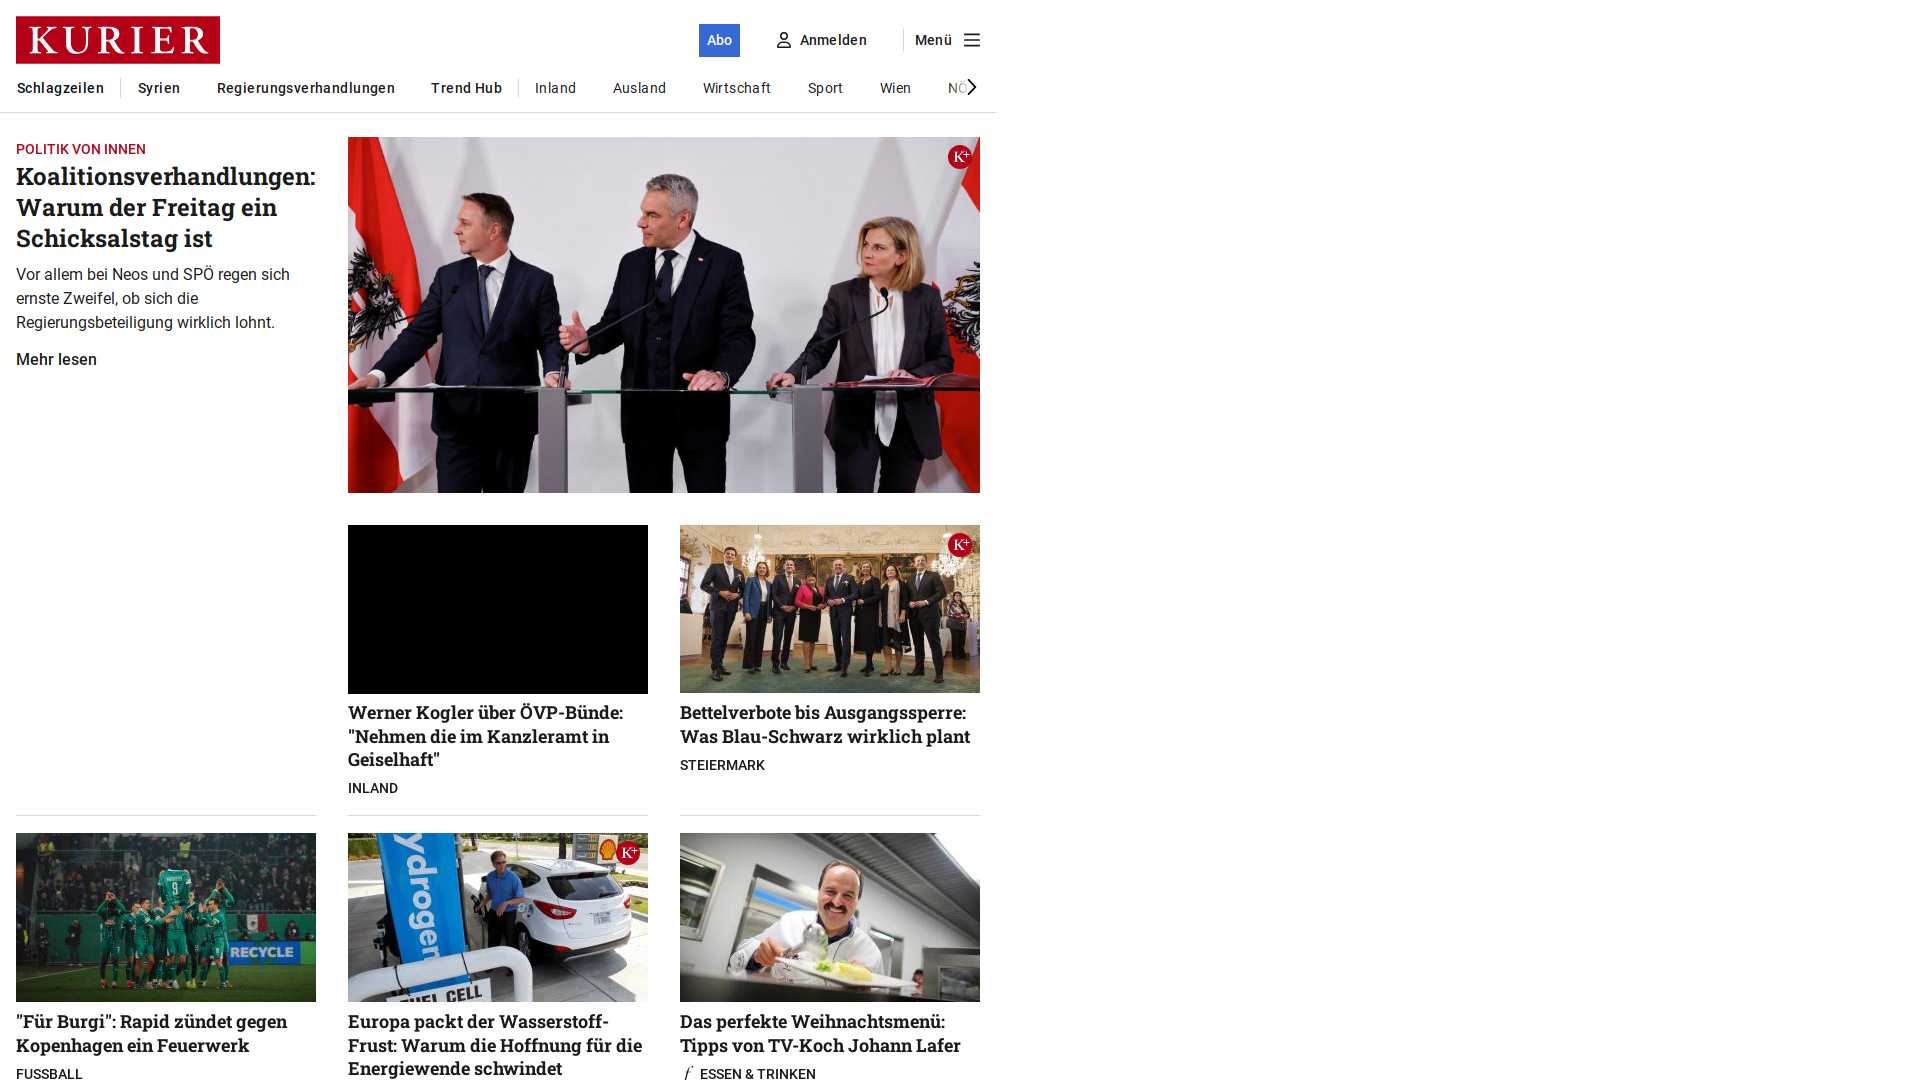 KURIER
Abo
Anmelden
Menü
Schlagzeilen
Syrien
Regierungsverhandlungen
Trend Hub
Inland
Ausland
Wirtschaft
Sport
Wien
NÖ
POLITIK VON INNEN
Koalitionsverhandlungen:
Warum der Freitag ein
Schicksalstag ist
Vor allem bei Neos und SPÖ regen sich
ernste Zweifel, ob sich die
Regierungsbeteiligung wirklich lohnt.
Mehr lesen
K+
Werner Kogler über ÖVP-Bünde:
"Nehmen die im Kanzleramt in
Geiselhaft"
INLAND
K+
Bettelverbote bis Ausgangssperre:
Was Blau-Schwarz wirklich plant
STEIERMARK
9
RECYCLE
"Für Burgi": Rapid zündet gegen
Kopenhagen ein Feuerwerk
FUSSBALL
ydrogen
FUEL CELL
K+
Europa packt der Wasserstoff-
Frust: Warum die Hoffnung für die
Energiewende schwindet
Das perfekte Weihnachtsmenü:
Tipps von TV-Koch Johann Lafer
f ESSEN & TRINKEN